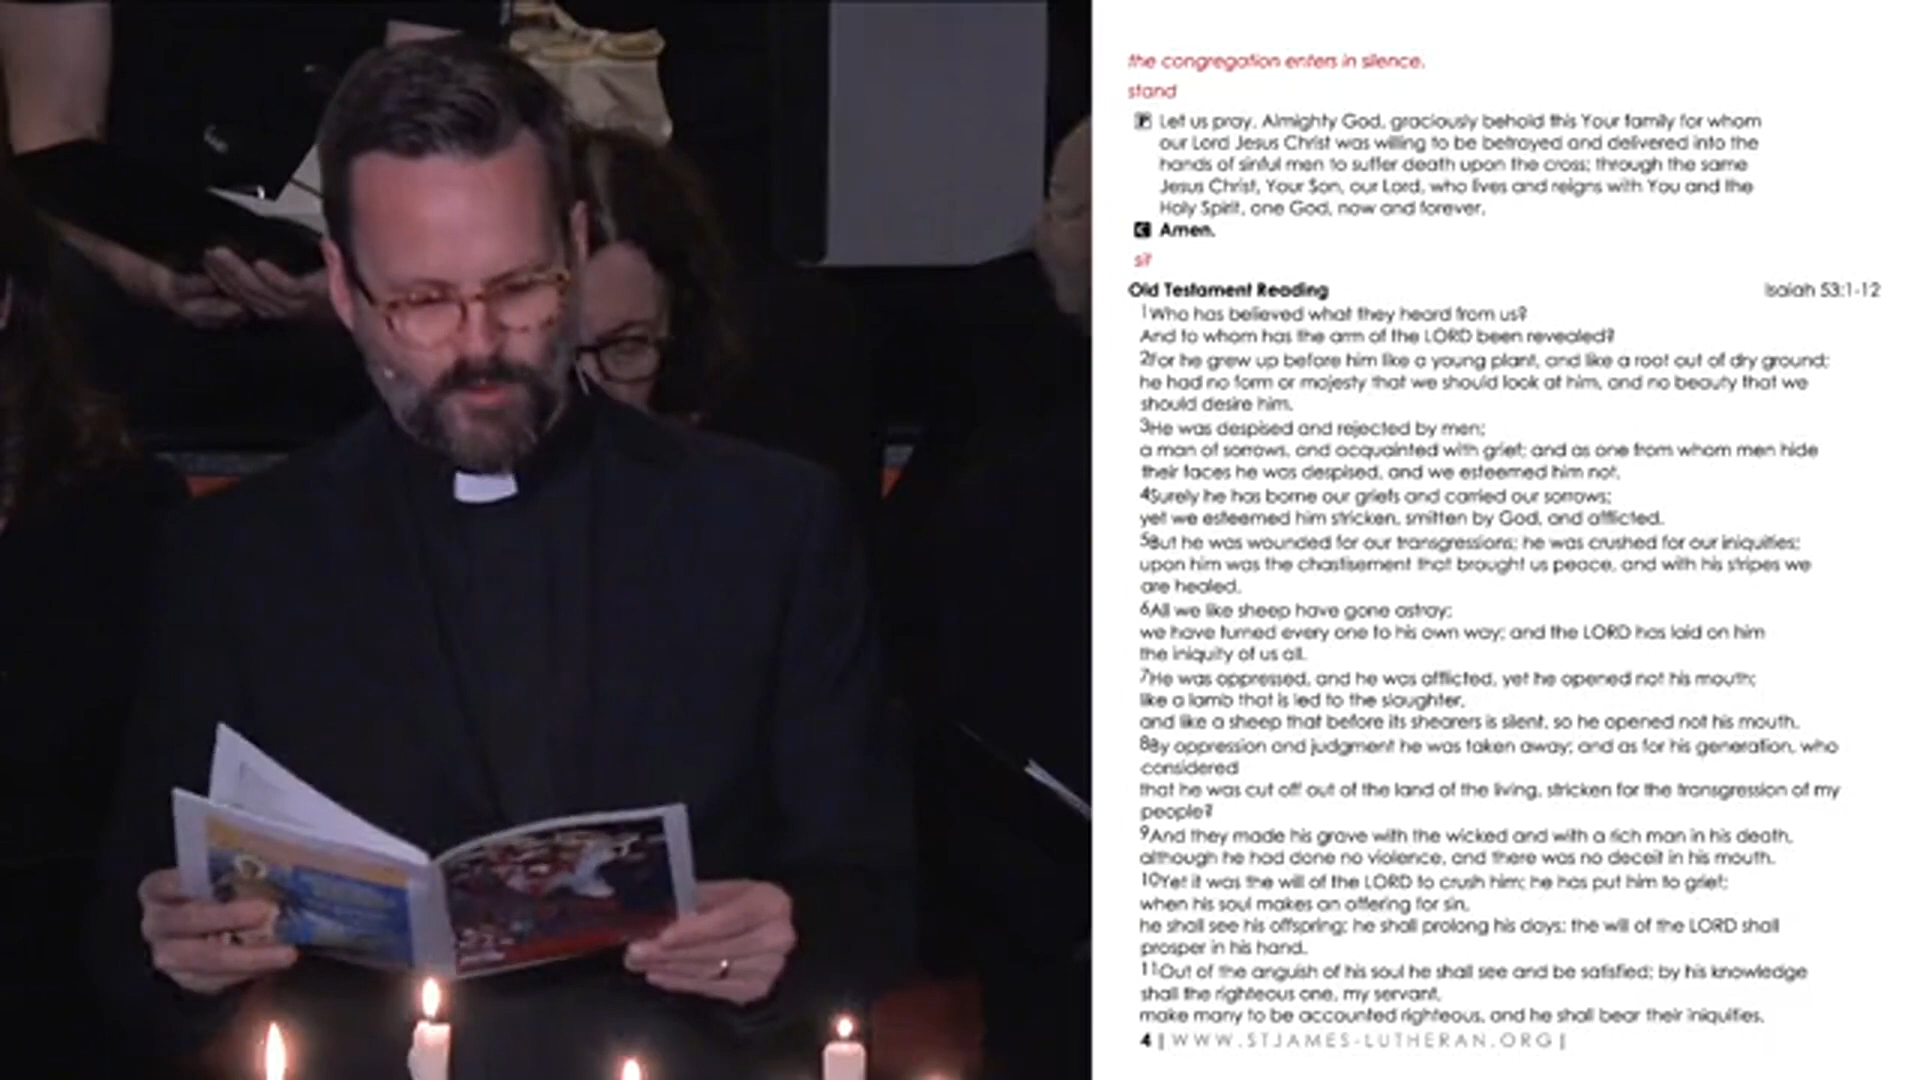 the congregation enters in silence.
stand
P Let us pray. Almighty God, graciously behold this Your family for whom
our Lord Jesus Christ was willing to be betrayed and delivered into the
hands of sinful men to suffer death upon the cross; through the same
Jesus Christ, Your Son, our Lord, who lives and reigns with You and the
Holy Spirit, one God, now and forever.
C Amen.
sit
Old Testament Reading Isaiah 53:1-12
1Who has believed what they heard from us?
And to whom has the arm of the LORD been revealed?
2For he grew up before him like a young plant, and like a root out of dry ground;
he had no form or majesty that we should look at him, and no beauty that we
should desire him.
3He was despised and rejected by men;
a man of sorrows, and acquainted with grief; and as one from whom men hide
their faces he was despised, and we esteemed him not.
4Surely he has borne our griefs and carried our sorrows;
yet we esteemed him stricken, smitten by God, and afflicted.
5But he was wounded for our transgressions; he was crushed for our iniquities;
upon him was the chastisement that brought us peace, and with his stripes we
are healed.
6All we like sheep have gone astray;
we have turned every one to his own way; and the LORD has laid on him
the iniquity of us all.
7He was oppressed, and he was afflicted, yet he opened not his mouth;
like a lamb that is led to the slaughter,
and like a sheep that before its shearers is silent, so he opened not his mouth.
8By oppression and judgment he was taken away; and as for his generation, who
considered
that he was cut off out of the land of the living, stricken for the transgression of my
people?
9And they made his grave with the wicked and with a rich man in his death,
although he had done no violence, and there was no deceit in his mouth.
10Yet it was the will of the LORD to crush him; he has put him to grief;
when his soul makes an offering for sin,
he shall see his offspring; he shall prolong his days; the will of the LORD shall
prosper in his hand.
11Out of the anguish of his soul he shall see and be satisfied; by his knowledge
shall the righteous one, my servant,
make many to be accounted righteous, and he shall bear their iniquities.
4 | WWW.STJAMES-LUTHERAN.ORG |